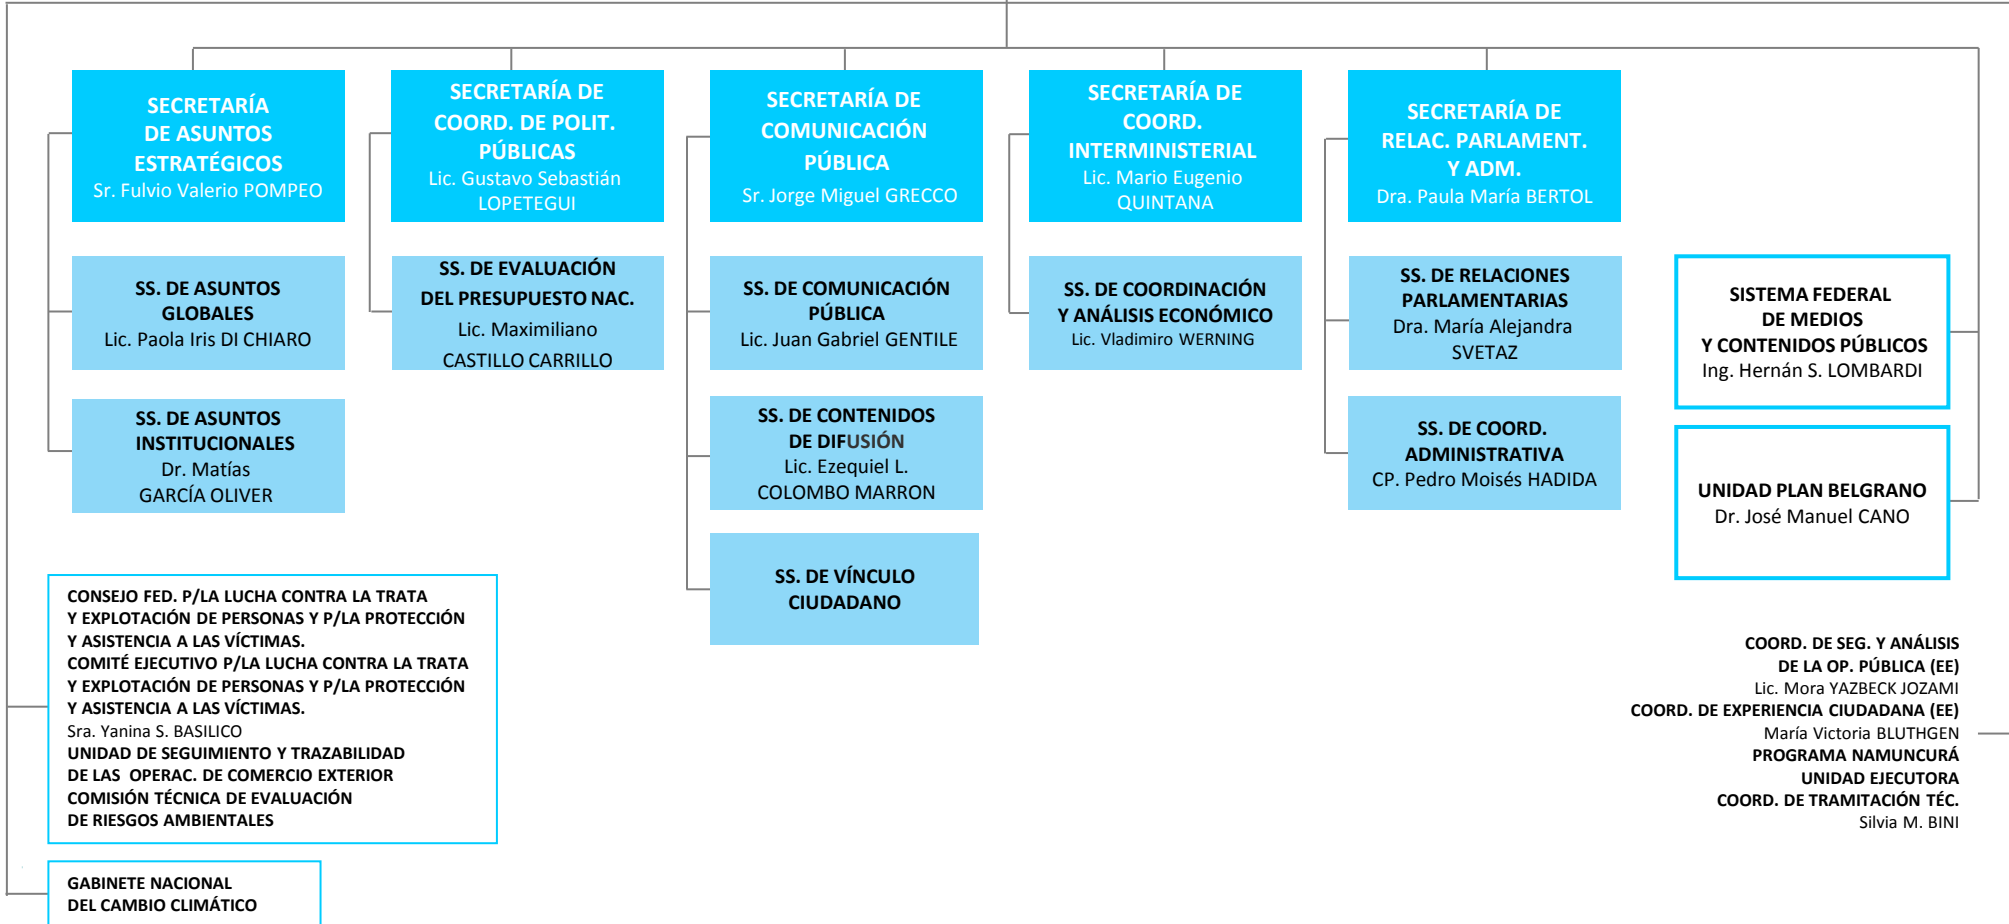 SECRETARÍA
DE ASUNTOS
ESTRATÉGICOS
Sr. Fulvio Valerio POMPEO
SECRETARÍA DE
COORD. DE POLIT.
PÚBLICAS
Lic. Gustavo Sebastián
LOPETEGUI
SECRETARÍA DE
COMUNICACIÓN
PÚBLICA
Sr. Jorge Miguel GRECCO
SECRETARÍA DE
COORD.
INTERMINISTERIAL
Lic. Mario Eugenio
QUINTANA
SECRETARÍA DE
RELAC. PARLAMENT.
Y ADM.
Dra. Paula María BERTOL
SS. DE ASUNTOS
GLOBALES
Lic. Paola Iris DI CHIARO
SS. DE EVALUACIÓN
DEL PRESUPUESTO NAC.
Lic. Maximiliano
CASTILLO CARRILLO
SS. DE COMUNICACIÓN
PÚBLICA
Lic. Juan Gabriel GENTILE
SS. DE COORDINACIÓN
Y ANÁLISIS ECONÓMICO
Lic. Vladimiro WERNING
SS. DE RELACIONES
PARLAMENTARIAS
Dra. María Alejandra
SVETAZ
SISTEMA FEDERAL
DE MEDIOS
Y CONTENIDOS PÚBLICOS
Ing. Hernán S. LOMBARDI
SS. DE ASUNTOS
INSTITUCIONALES
Dr. Matías
GARCÍA OLIVER
SS. DE CONTENIDOS
DE DIFUSIÓN
Lic. Ezequiel L.
COLOMBO MARRON
SS. DE COORD.
ADMINISTRATIVA
CP. Pedro Moisés HADIDA
UNIDAD PLAN BELGRANO
Dr. José Manuel CANO
SS. DE VÍNCULO
CIUDADANO
CONSEJO FED. P/LA LUCHA CONTRA LA TRATA
Y EXPLOTACIÓN DE PERSONAS Y P/LA PROTECCIÓN
Y ASISTENCIA A LAS VÍCTIMAS.
COMITÉ EJECUTIVO P/LA LUCHA CONTRA LA TRATA
Y EXPLOTACIÓN DE PERSONAS Y P/LA PROTECCIÓN
Y ASISTENCIA A LAS VÍCTIMAS.
Sra. Yanina S. BASILICO
UNIDAD DE SEGUIMIENTO Y TRAZABILIDAD
DE LAS OPERAC. DE COMERCIO EXTERIOR
COMISIÓN TÉCNICA DE EVALUACIÓN
DE RIESGOS AMBIENTALES
COORD. DE SEG. Y ANÁLISIS
DE LA OP. PÚBLICA (EE)
Lic. Mora YAZBECK JOZAMI
COORD. DE EXPERIENCIA CIUDADANA (EE)
María Victoria BLUTHGEN
PROGRAMA NAMUNCURÁ
UNIDAD EJECUTORA
COORD. DE TRAMITACIÓN TÉC.
Silvia M. BINI
GABINETE NACIONAL
DEL CAMBIO CLIMÁTICO